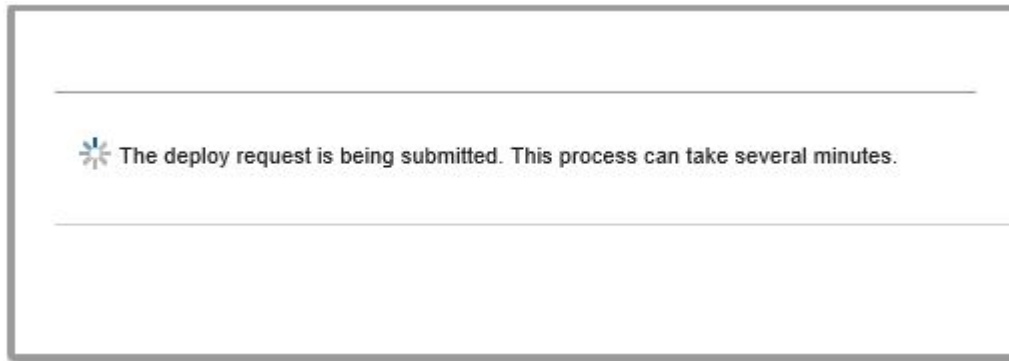 The deploy request is being submitted. This process can take several minutes.